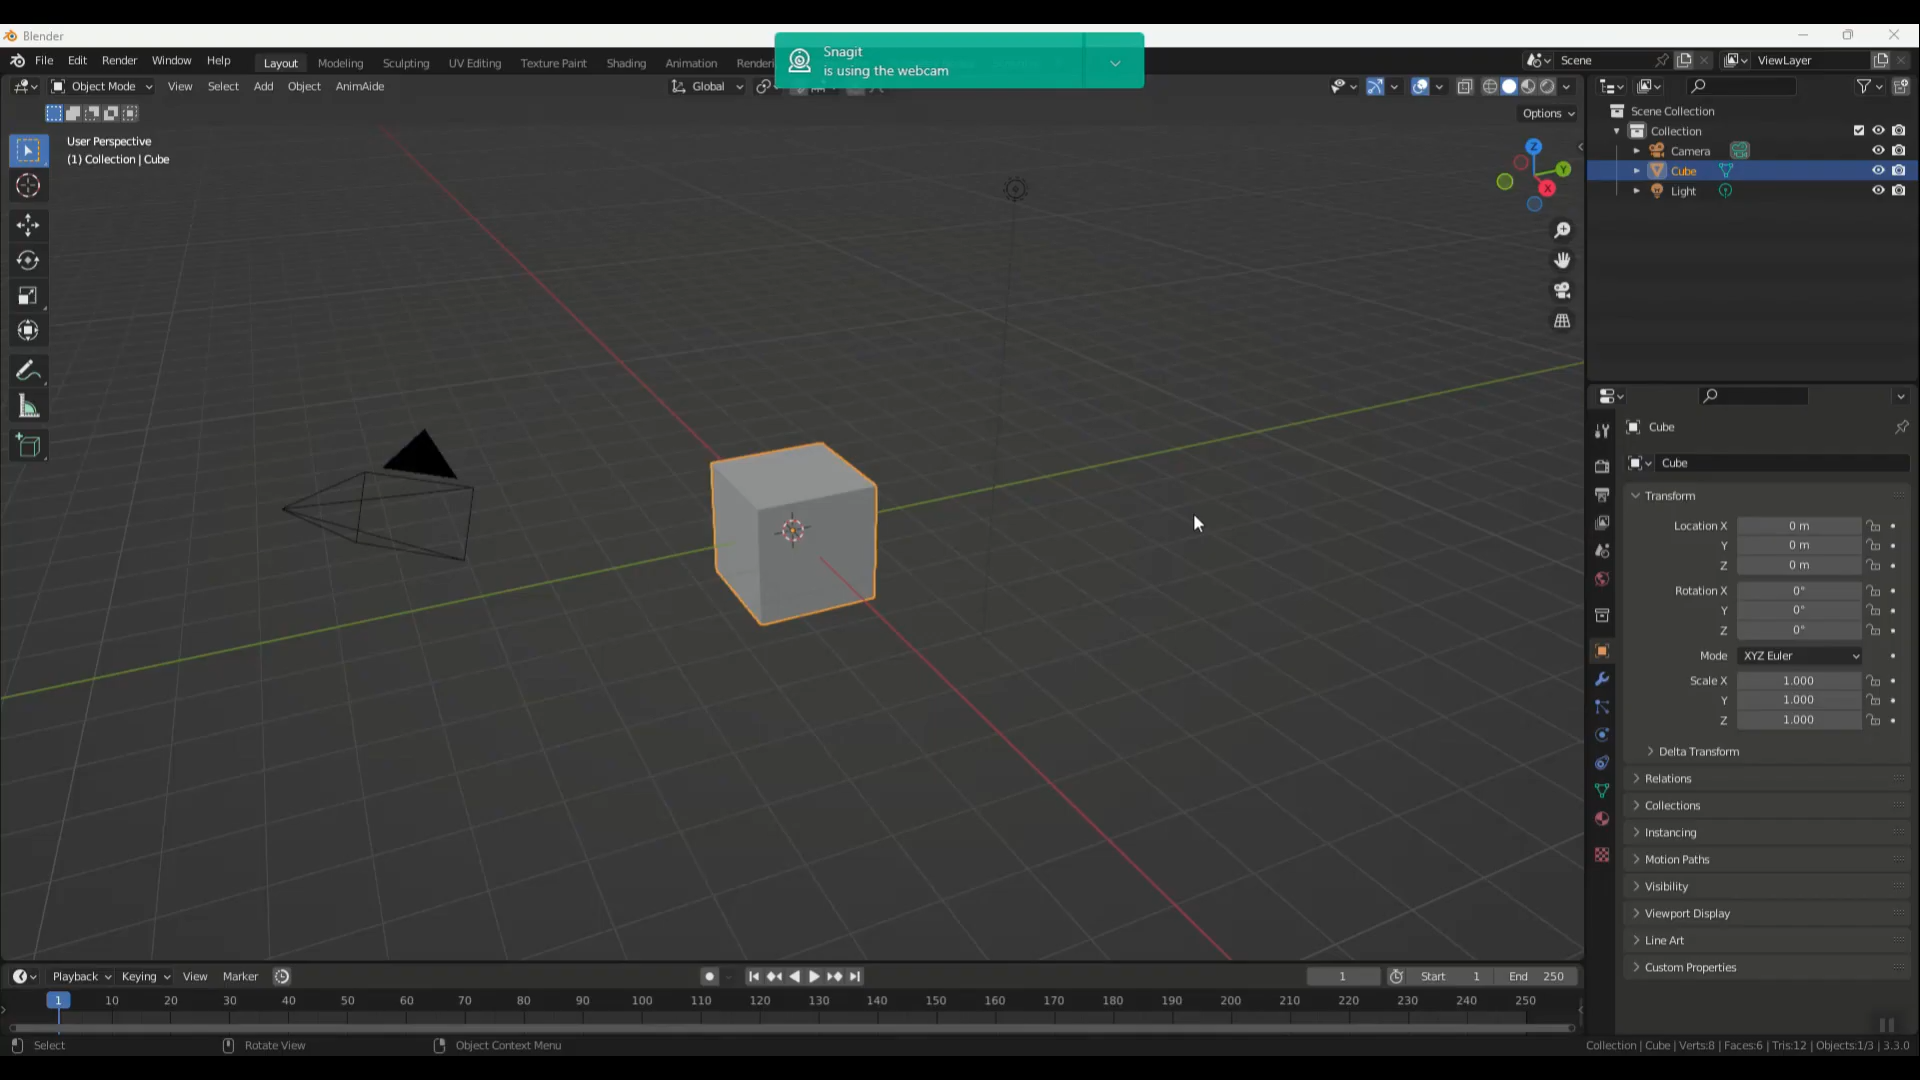 Blender
File Edit Render Window Help Layout Modeling Sculpting UV Editing Texture Paint Shading Animation Renderi
Snagit
is using the webcam
Scene ViewLayer
Object Mode View Select Add Object AnimAide Global
Options
User Perspective
(1) Collection | Cube
Z
Y
X
Scene Collection
Collection
Camera
Cube
Light
Cube
Cube
Transform
Location X 0 m
Y 0 m
Z 0 m
Rotation X 0°
Y 0°
Z 0°
Mode XYZ Euler
Scale X 1.000
Y 1.000
Z 1.000
Delta Transform
Relations
Collections
Instancing
Motion Paths
Visibility
Viewport Display
Line Art
Custom Properties
Playback Keying View Marker 1 Start 1 End 250
1 10 20 30 40 50 60 70 80 90 100 110 120 130 140 150 160 170 180 190 200 210 220 230 240 250
Select Rotate View Object Context Menu
Collection | Cube | Verts:8 | Faces:6 | Tris:12 | Objects:1/3 | 3.3.0